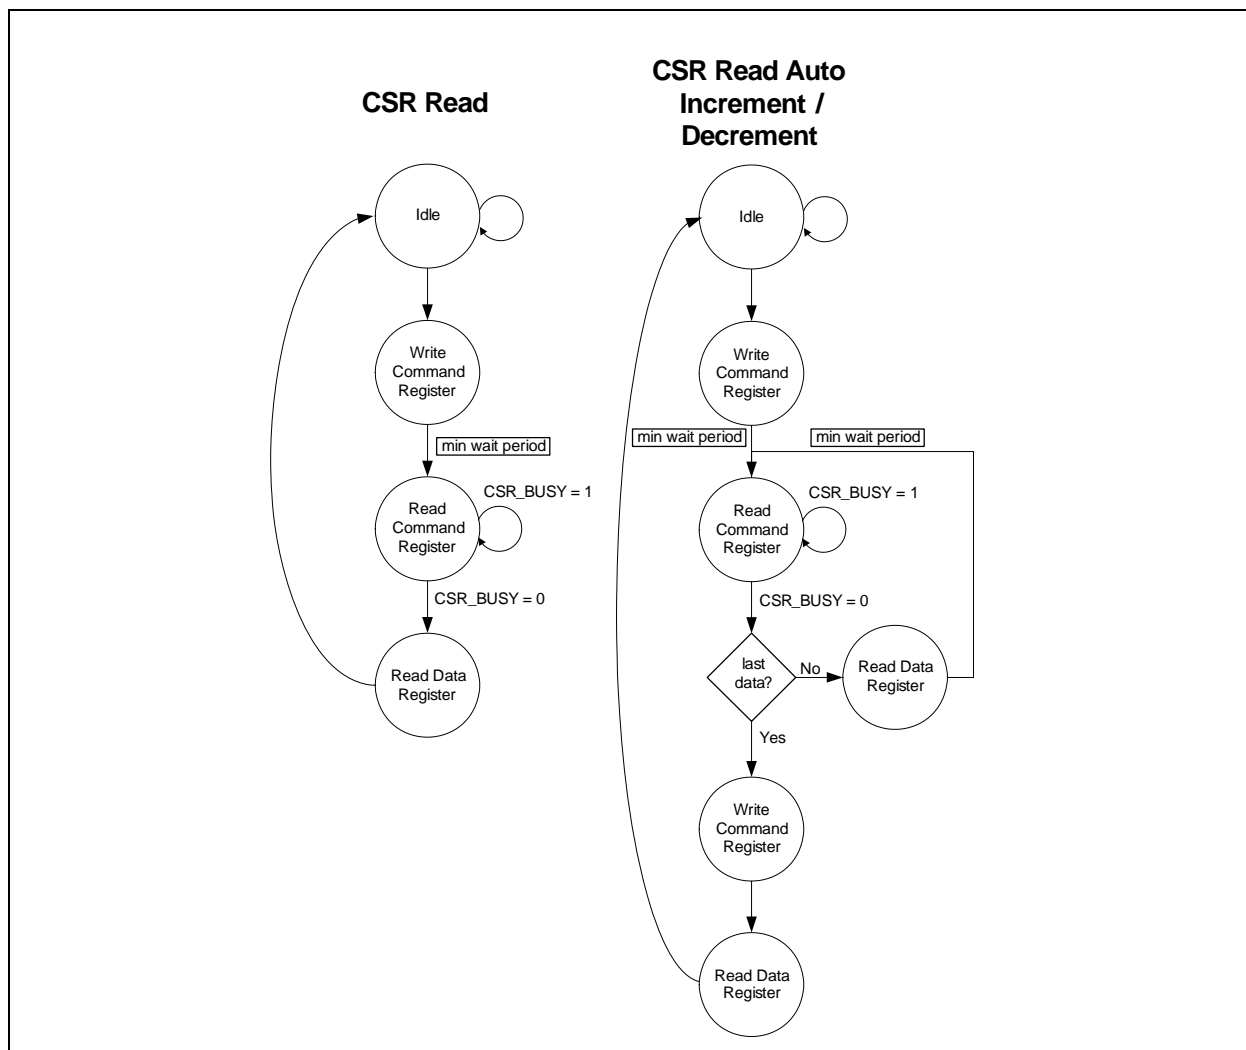 CSR Read
Idle
Write
Command
Register
min wait period
Read
Command
Register
CSR_BUSY = 1
CSR_BUSY = 0
Read Data
Register
CSR Read Auto
Increment /
Decrement
Idle
Write
Command
Register
min wait period
min wait period
Read
Command
Register
CSR_BUSY = 1
CSR_BUSY = 0
last
data?
No
Read Data
Register
Yes
Write
Command
Register
Read Data
Register